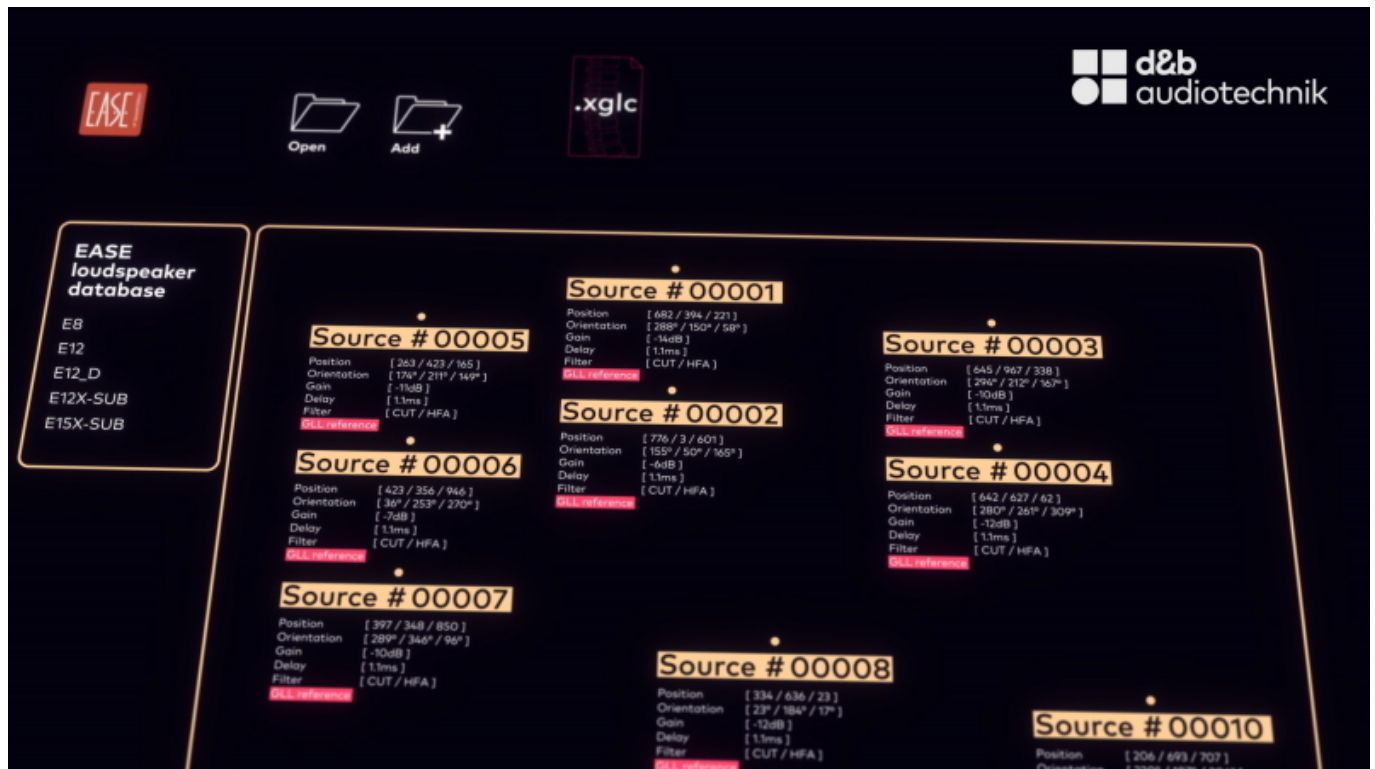 d&b
audiotechnik
EASE!
Open
Add
.xglc
EASE
loudspeaker
database
E8
E12
E12_D
E12X-SUB
E15X-SUB
Source # 00001
Position [ 682 / 394 / 221 ]
Orientation [ 288° / 150° / 58° ]
Gain [ -14dB ]
Delay [ 1.1ms ]
Filter [ CUT / HFA ]
GLL reference
Source # 00002
Position [ 776 / 3 / 601 ]
Orientation [ 155° / 50° / 165° ]
Gain [ -6dB ]
Delay [ 1.1ms ]
Filter [ CUT / HFA ]
GLL reference
Source # 00005
Position [ 263 / 423 / 165 ]
Orientation [ 174° / 211° / 149° ]
Gain [ -11dB ]
Delay [ 1.1ms ]
Filter [ CUT / HFA ]
GLL reference
Source # 00006
Position [ 423 / 356 / 946 ]
Orientation [ 36° / 253° / 270° ]
Gain [ -7dB ]
Delay [ 1.1ms ]
Filter [ CUT / HFA ]
GLL reference
Source # 00007
Position [ 397 / 348 / 850 ]
Orientation [ 289° / 346° / 96° ]
Gain [ -10dB ]
Delay [ 1.1ms ]
Filter [ CUT / HFA ]
GLL reference
Source # 00003
Position [ 645 / 967 / 338 ]
Orientation [ 294° / 212° / 167° ]
Gain [ -10dB ]
Delay [ 1.1ms ]
Filter [ CUT / HFA ]
GLL reference
Source # 00004
Position [ 642 / 627 / 62 ]
Orientation [ 280° / 261° / 309° ]
Gain [ -12dB ]
Delay [ 1.1ms ]
Filter [ CUT / HFA ]
GLL reference
Source # 00008
Position [ 334 / 636 / 23 ]
Orientation [ 23° / 184° / 17° ]
Gain [ -12dB ]
Delay [ 1.1ms ]
Filter [ CUT / HFA ]
GLL reference
Source # 00010
Position [ 206 / 693 / 707 ]